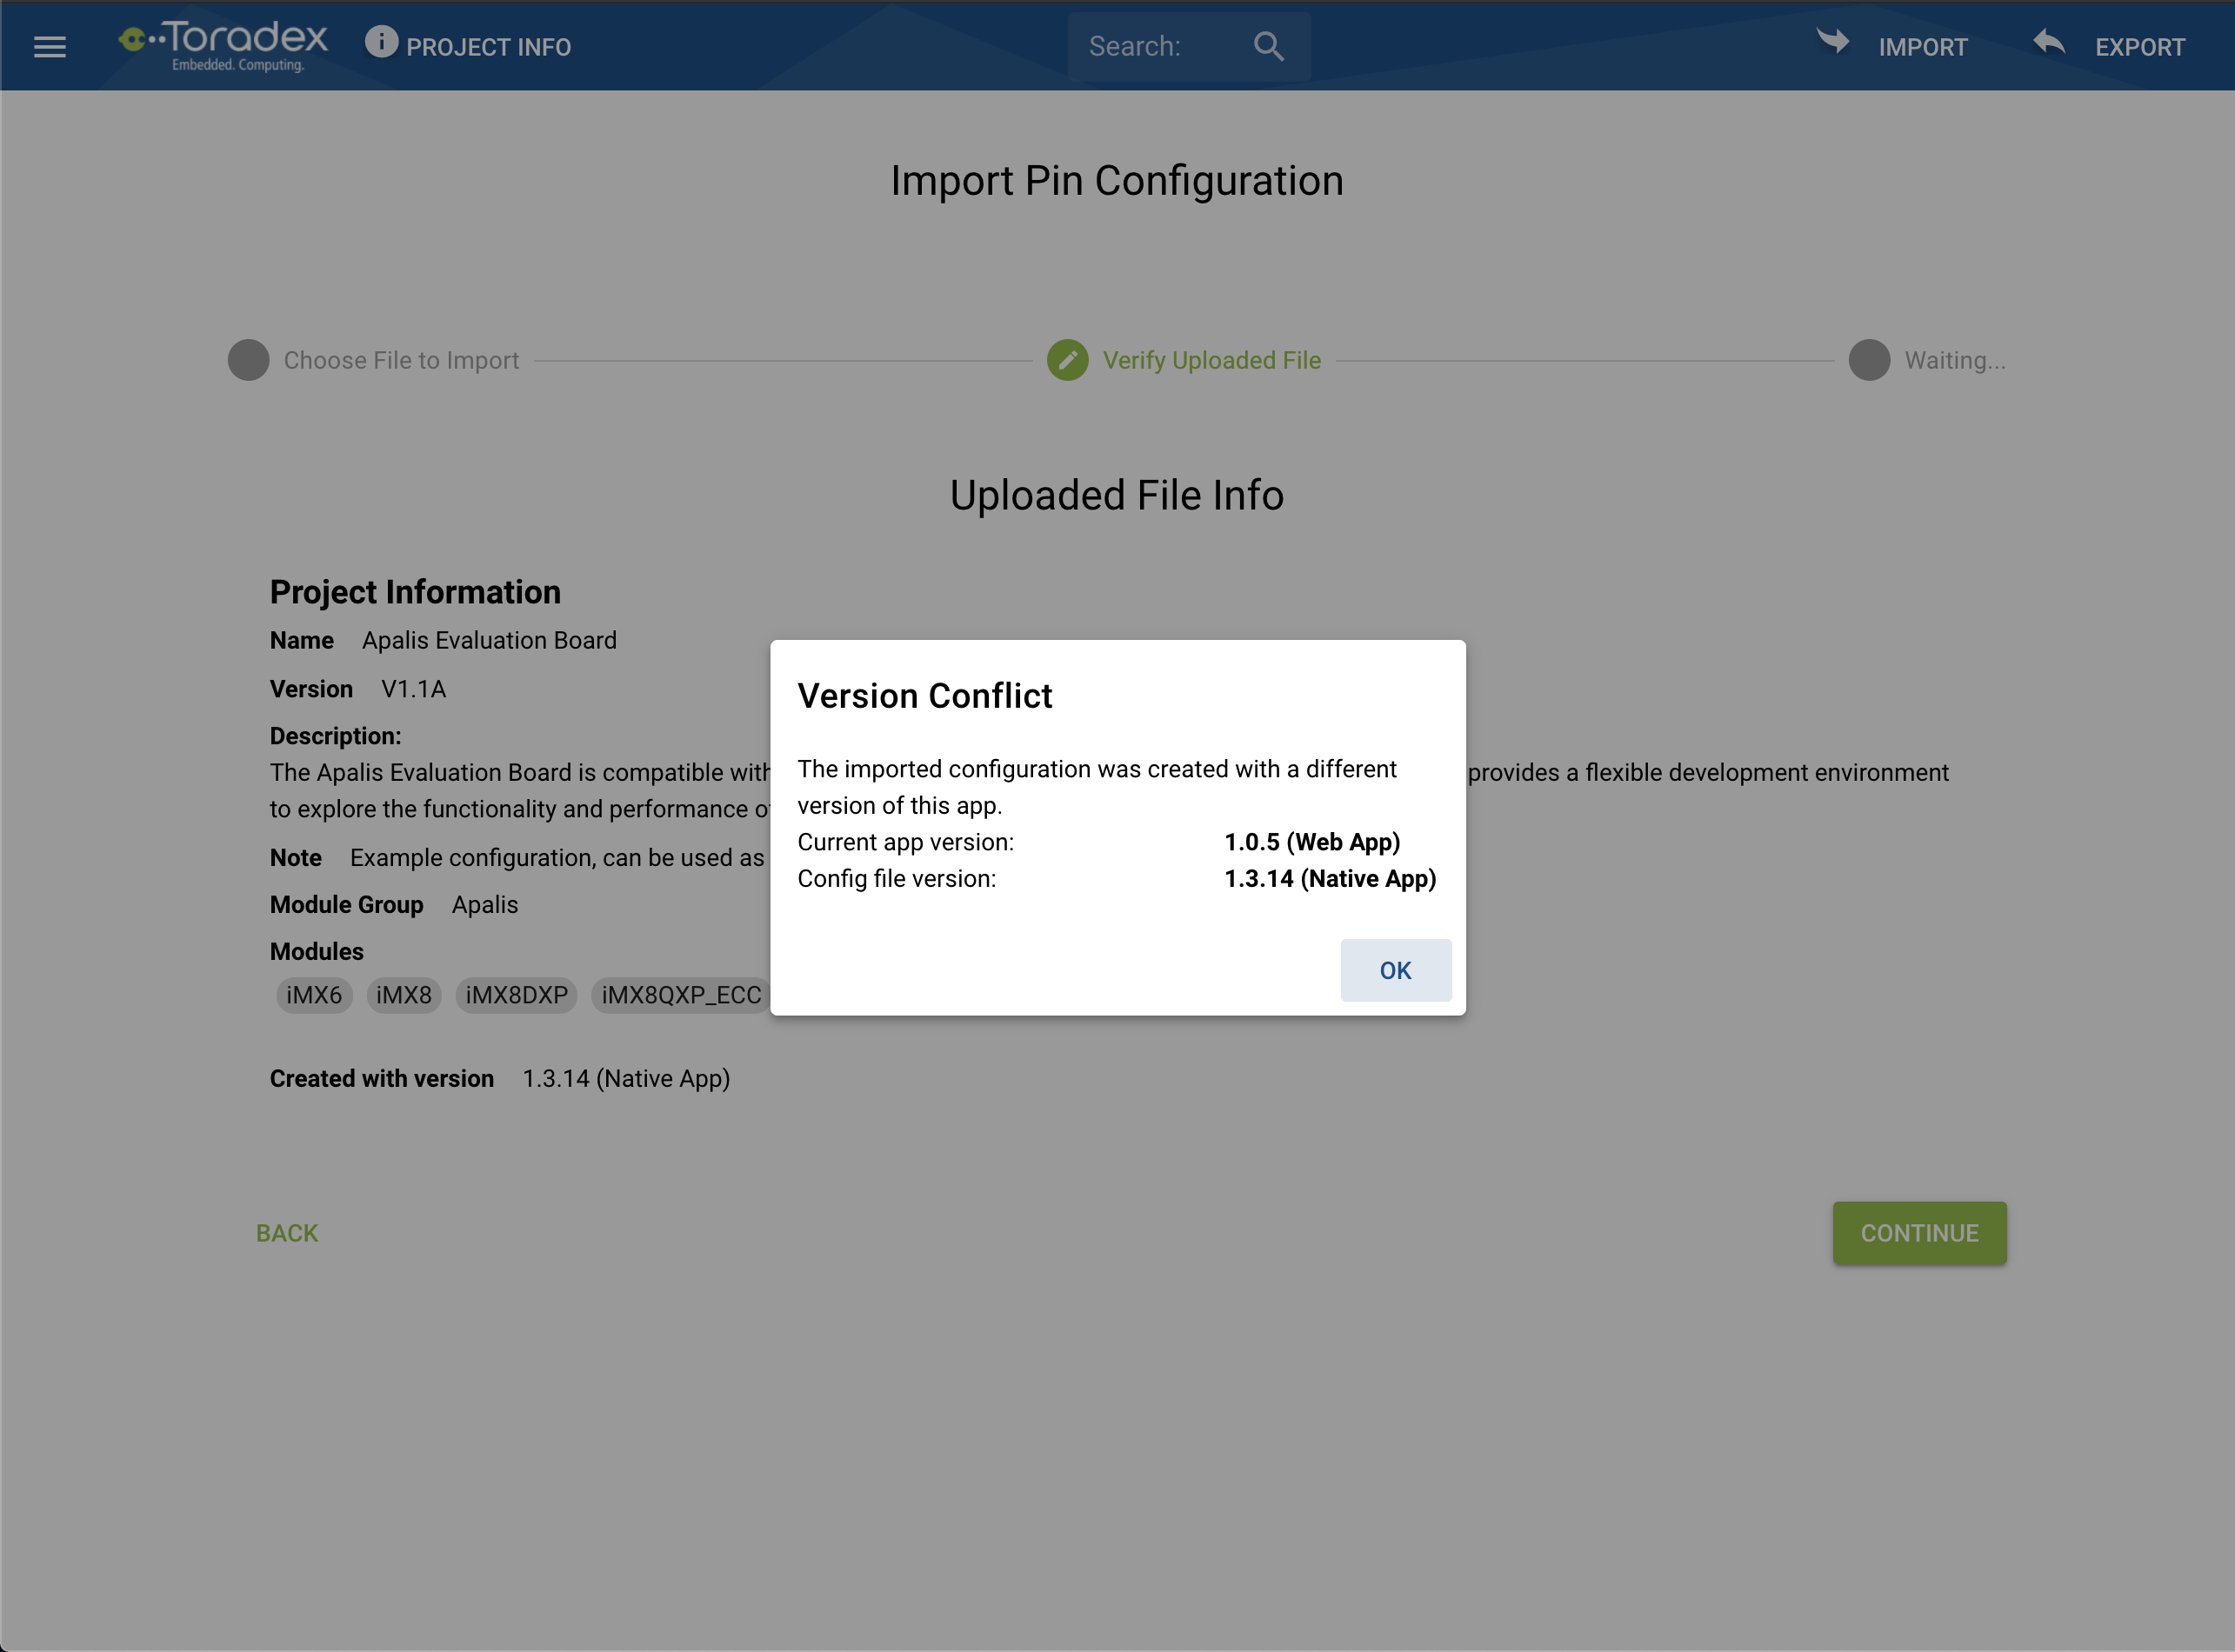 Toradex
Embedded. Computing.
PROJECT INFO
Search:
IMPORT
EXPORT
Import Pin Configuration
Choose File to Import
Verify Uploaded File
Waiting...
Uploaded File Info
Project Information
Name Apalis Evaluation Board
Version V1.1A
Description:
The Apalis Evaluation Board is compatible with provides a flexible development environment
to explore the functionality and performance
Note Example configuration, can be used as
Module Group Apalis
Modules
iMX6 iMX8 iMX8DXP iMX8QXP_ECC
Created with version 1.3.14 (Native App)
Version Conflict
The imported configuration was created with a different
version of this app.
Current app version: 1.0.5 (Web App)
Config file version: 1.3.14 (Native App)
OK
BACK
CONTINUE